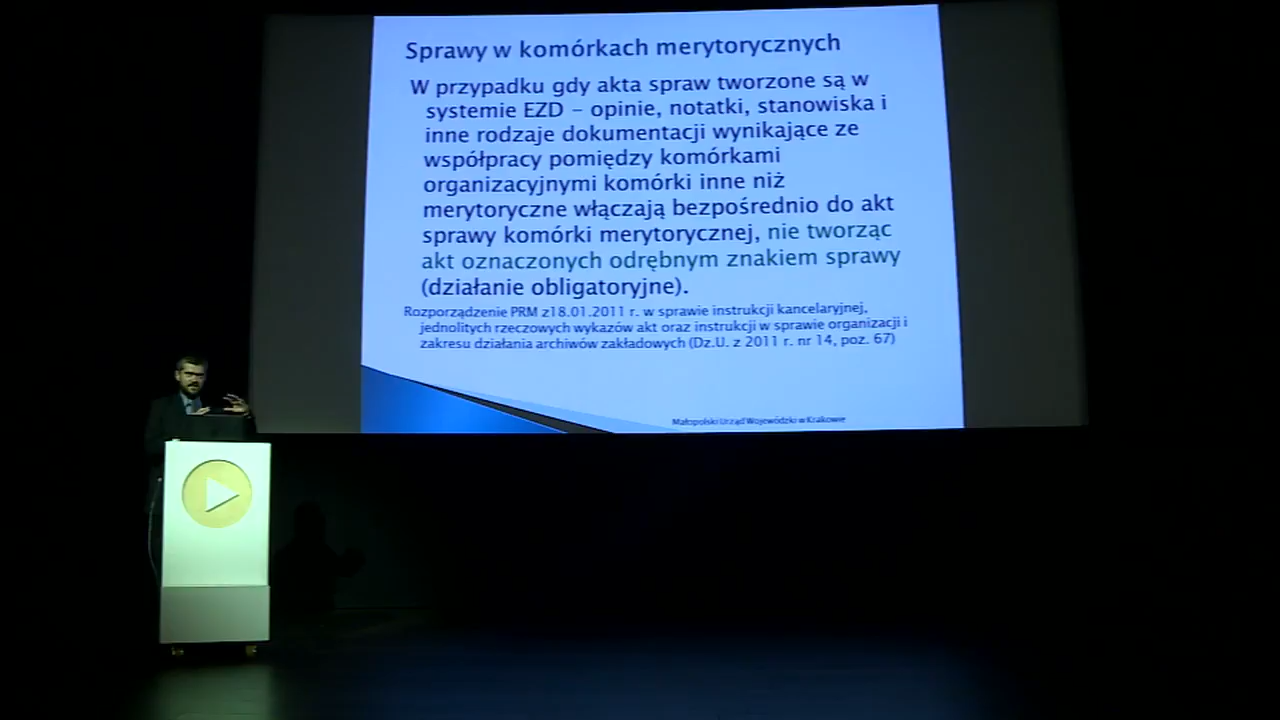 Sprawy w komórkach merytorycznych
W przypadku gdy akta spraw tworzone są w
systemie EZD – opinie, notatki, stanowiska i
inne rodzaje dokumentacji wynikające ze
współpracy pomiędzy komórkami
organizacyjnymi komórki inne niż
merytoryczne włączają bezpośrednio do akt
sprawy komórki merytorycznej, nie tworząc
akt oznaczonych odrębnym znakiem sprawy
(działanie obligatoryjne).
Rozporządzenie PRM z18.01.2011 r. w sprawie instrukcji kancelaryjnej,
jednolitych rzeczowych wykazów akt oraz instrukcji w sprawie organizacji i
zakresu działania archiwów zakładowych (Dz.U. z 2011 r. nr 14, poz. 67)
Małopolski Urząd Wojewódzki w Krakowie